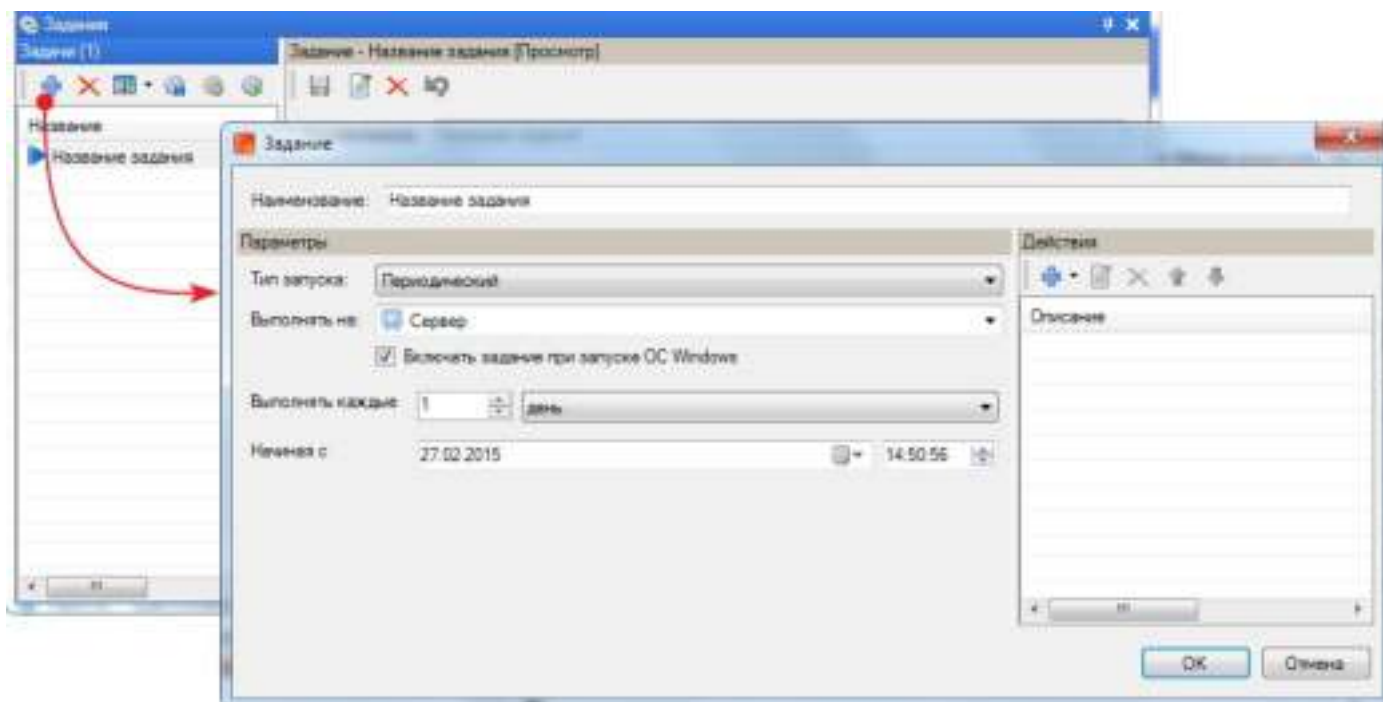 Задания
Задачи (1)
Задание - Название задания [Просмотр]
Название
Название задания
Задание
Наименование: Название задания
Параметры
Действия
Тип запуска: Периодический
Выполнять на: Сервер
Описание
Включать задание при запуске ОС Windows
Выполнять каждые 1 день
Начиная с 27.02.2015 14:50:56
OK Отмена